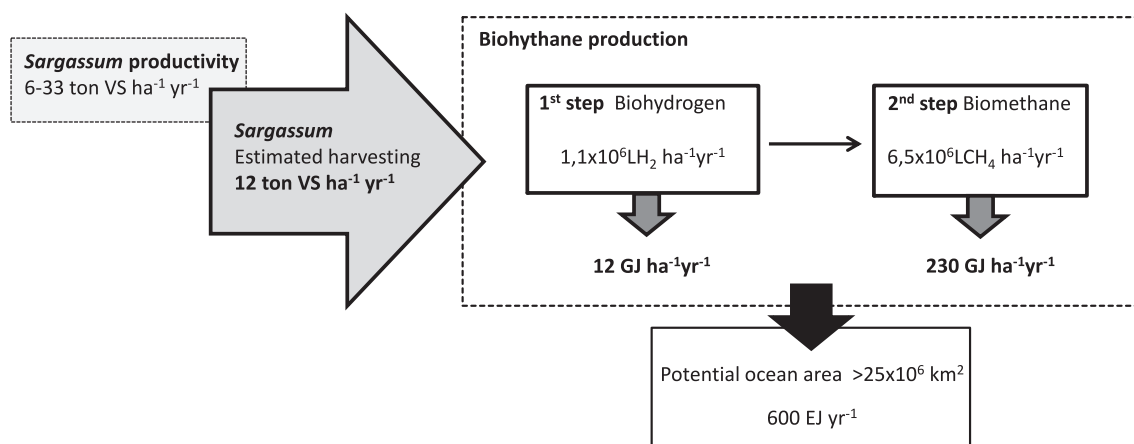 Sargassum productivity
6-33 ton VS ha⁻¹ yr⁻¹
Sargassum
Estimated harvesting
12 ton VS ha⁻¹ yr⁻¹
Biohythane production
1ˢᵗ step Biohydrogen
1,1x10⁶LH₂ ha⁻¹yr⁻¹
12 GJ ha⁻¹yr⁻¹
2ⁿᵈ step Biomethane
6,5x10⁶LCH₄ ha⁻¹yr⁻¹
230 GJ ha⁻¹yr⁻¹
Potential ocean area >25x10⁶ km²
600 EJ yr⁻¹